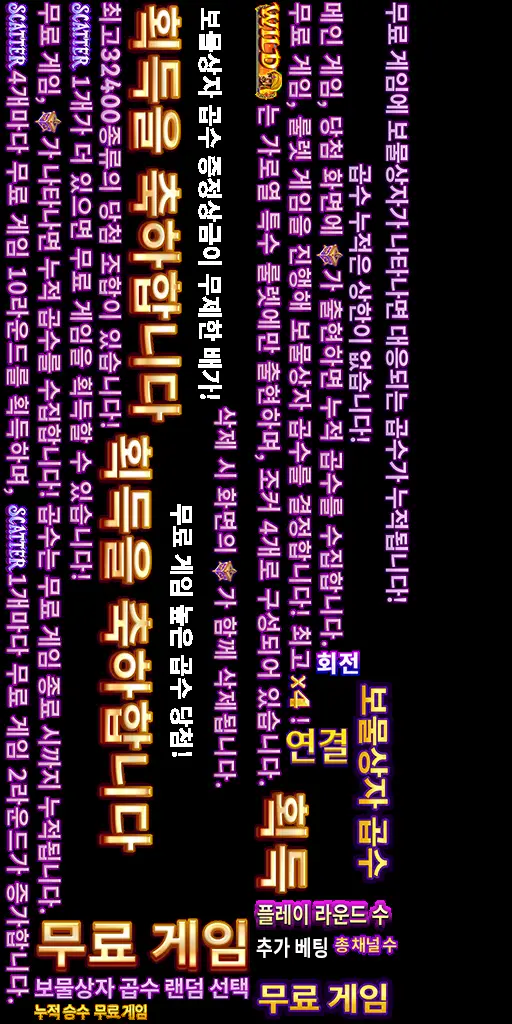 SCATTER 4개마다 무료 게임 10라운드를 획득하며, SCATTER 1개마다 무료 게임 2라운드가 증가합니다.
무료 게임, 가 나타나면 누적 곱수를 수집합니다! 곱수는 무료 게임 종료 시까지 누적됩니다.
SCATTER 1개가 더 있으면 무료 게임을 획득할 수 있습니다!
최고32400종류의 당첨 조합이 있습니다!
획득을 축하합니다
획득을 축하합니다
보물상자 곱수 증정상금이 무제한 배가!
무료 게임 높은 곱수 당첨!
삭제 시 화면의 가 함께 삭제됩니다.
WILD 는 가로열 특수 룰렛에만 출현하며, 조커 4개로 구성되어 있습니다.
무료 게임, 룰렛 게임을 진행해 보물상자 곱수를 결정합니다! 최고 x4 !
메인 게임, 당첨 화면에 가 출현하면 누적 곱수를 수집합니다.
곱수 누적은 상한이 없습니다!
무료 게임에 보물상자가 나타나면 대응되는 곱수가 누적됩니다!
회전
보물상자 곱수
연결
획득
플레이 라운드 수
추가 베팅
총 채널 수
무료 게임
무료 게임
보물상자 곱수 랜덤 선택
누적 승수 무료게임